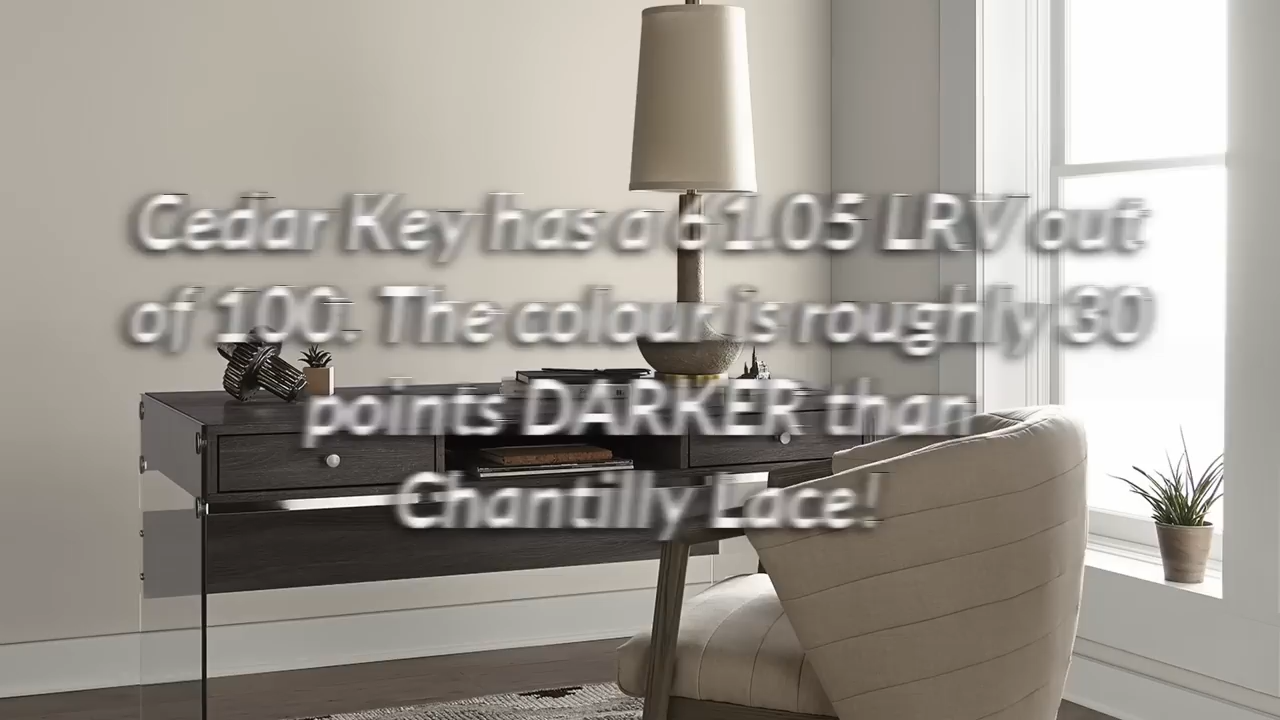 Cedar Key has a 61.05 LRV out
of 100. The colour is roughly 30
points DARKER than
Chantilly Lace!